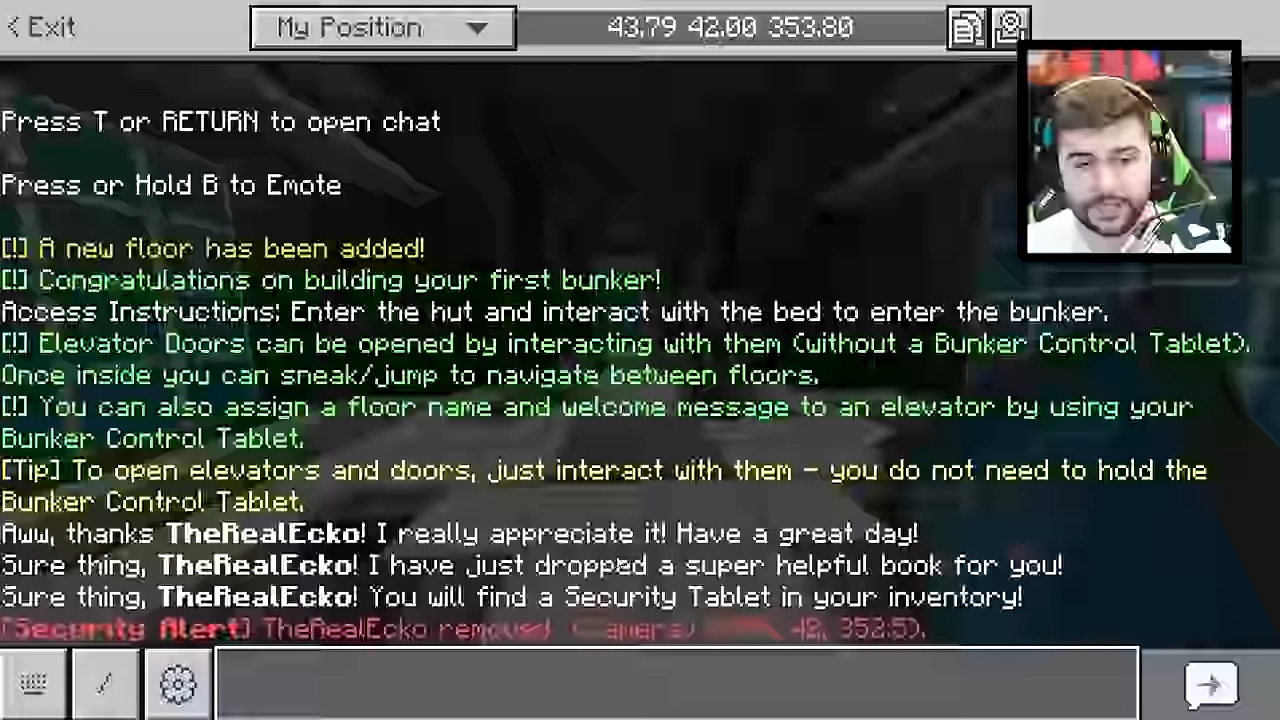 < Exit
My Position
43.79 42.00 353.80
Press T or RETURN to open chat
Press or Hold B to Emote
[!] A new floor has been added!
[!] Congratulations on building your first bunker!
Access Instructions: Enter the hut and interact with the bed to enter the bunker.
[!] Elevator Doors can be opened by interacting with them (without a Bunker Control Tablet).
Once inside you can sneak/jump to navigate between floors.
[!] You can also assign a floor name and welcome message to an elevator by using your
Bunker Control Tablet.
[Tip] To open elevators and doors, just interact with them - you do not need to hold the
Bunker Control Tablet.
Aww, thanks TheRealEcko! I really appreciate it! Have a great day!
Sure thing, TheRealEcko! I have just dropped a super helpful book for you!
Sure thing, TheRealEcko! You will find a Security Tablet in your inventory!
[Security Alert] TheRealEcko removed 42, 352.5).